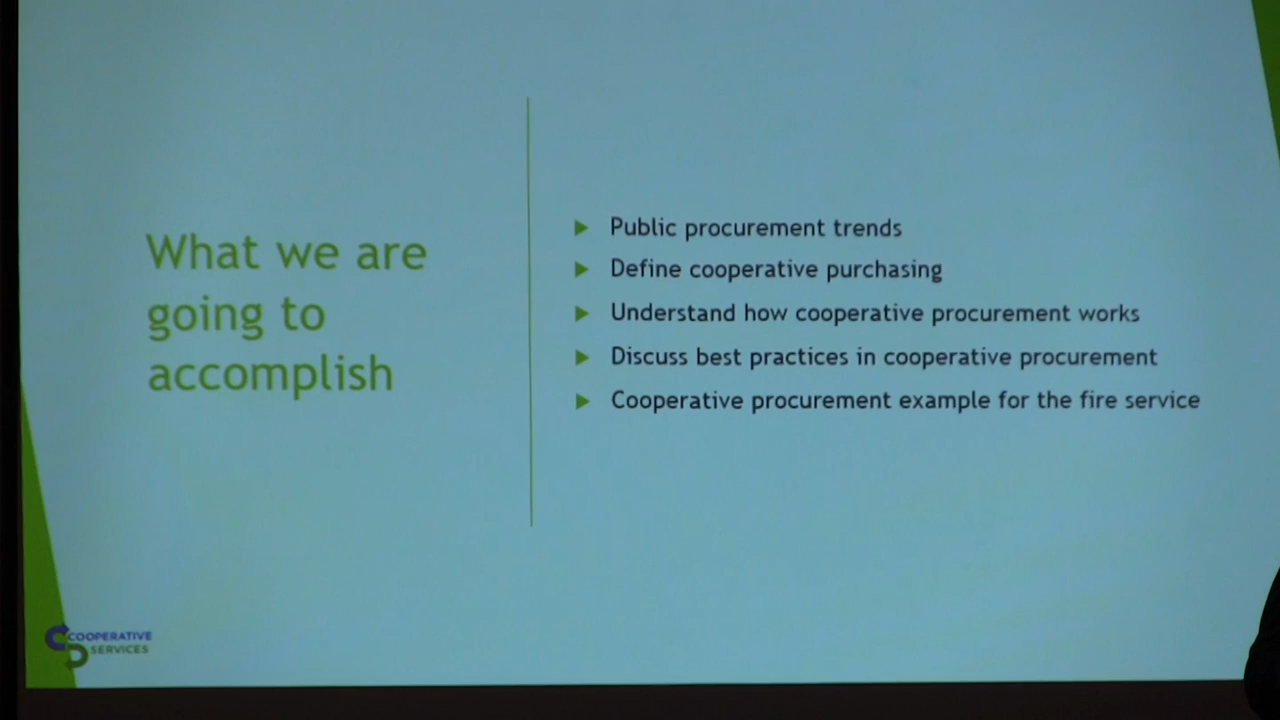 What we are
going to
accomplish
Public procurement trends
Define cooperative purchasing
Understand how cooperative procurement works
Discuss best practices in cooperative procurement
Cooperative procurement example for the fire service
COOPERATIVE
SERVICES